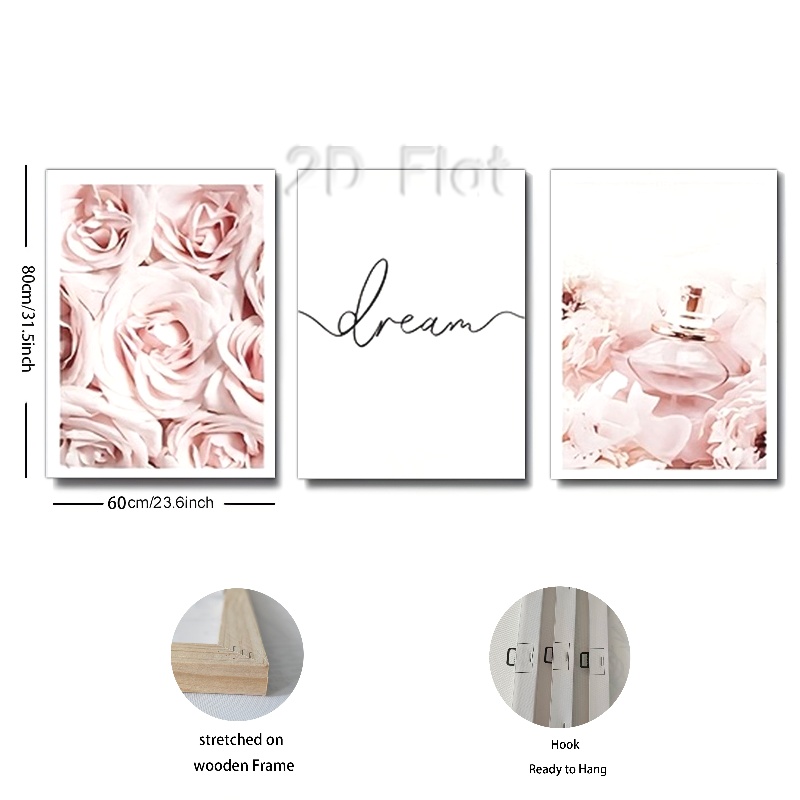 2D Flat
80cm/31.5inch
dream
60cm/23.6inch
stretched on
wooden Frame
Hook
Ready to Hang